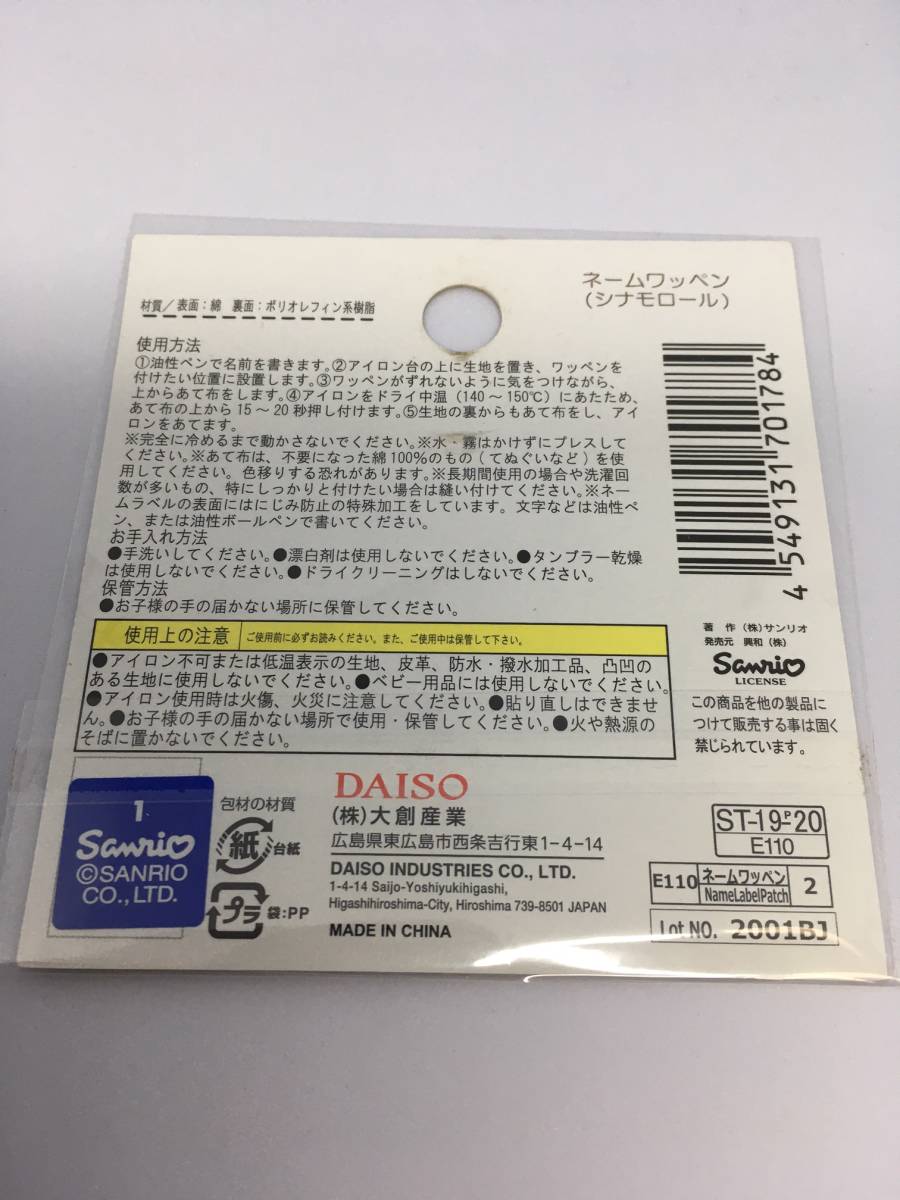 ネームワッペン
(シナモロール)
材質/表面:綿 裏面:ポリオレフィン系樹脂
使用方法
①油性ペンで名前を書きます。②アイロン台の上に生地を置き、ワッペンを
付けたい位置に設置します。③ワッペンがずれないように気をつけながら、
上からあて布をします。④アイロンをドライ中温(140~150℃)にあたため、
あて布の上から15~20秒押し付けます。⑤生地の裏からもあて布をし、アイ
ロンをあてます。
※完全に冷めるまで動かさないでください。※水・霧はかけずにプレスして
ください。※あて布は、不要になった綿100%のもの(てぬぐいなど)を使
用してください。色移りする恐れがあります。※長期間使用の場合や洗濯回
数が多いもの、特にしっかりと付けたい場合は縫い付けてください。※ネー
ムラベルの表面にはにじみ防止の特殊加工をしています。文字などは油性ペ
ン、または油性ボールペンで書いてください。
お手入れ方法
●手洗いしてください。●漂白剤は使用しないでください。●タンブラー乾燥
は使用しないでください。●ドライクリーニングはしないでください。
保管方法
●お子様の手の届かない場所に保管してください。
使用上の注意 ご使用前に必ずお読みください。また、ご使用中は保管して下さい。
●アイロン不可または低温表示の生地、皮革、防水・撥水加工品、凸凹の
ある生地に使用しないでください。●ベビー用品には使用しないでください。
●アイロン使用時は火傷、火災に注意してください。●貼り直しはできませ
ん。●お子様の手の届かない場所で使用・保管してください。●火や熱源の
そばに置かないでください。
4 549131 701784
著 作 (株)サンリオ
発売元 興和(株)
Sanrio
LICENSE
この商品を他の製品に
つけて販売する事は固く
禁じられています。
1
Sanrio
©SANRIO
CO., LTD.
包材の材質
紙 台紙
プラ 袋:PP
DAISO
(株)大創産業
広島県東広島市西条吉行東1-4-14
DAISO INDUSTRIES CO., LTD.
1-4-14 Saijo-Yoshiyukihigashi,
Higashihiroshima-City, Hiroshima 739-8501 JAPAN
MADE IN CHINA
ST-19-P20
E110
E110 ネームワッペン 2
NameLabelPatch
Lot NO. 2001BJ